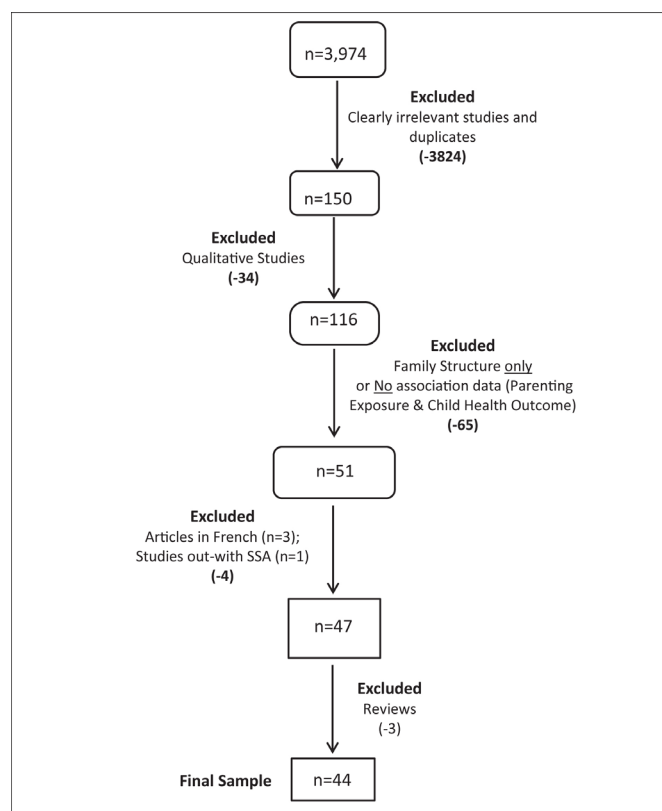 n=3,974
Excluded
Clearly irrelevant studies and
duplicates
(-3824)
n=150
Excluded
Qualitative Studies
(-34)
n=116
Excluded
Family Structure only
or No association data (Parenting
Exposure & Child Health Outcome)
(-65)
n=51
Excluded
Articles in French (n=3);
Studies out-with SSA (n=1)
(-4)
n=47
Excluded
Reviews
(-3)
Final Sample n=44